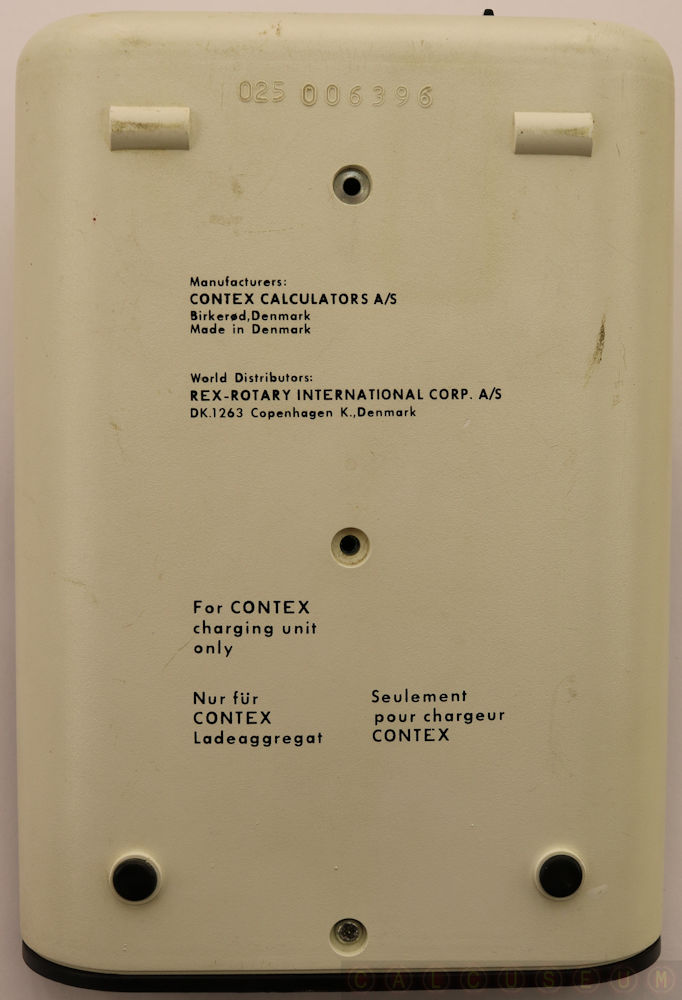 025 006396
Manufacturers:
CONTEX CALCULATORS A/S
Birkerød,Denmark
Made in Denmark
World Distributors:
REX-ROTARY INTERNATIONAL CORP. A/S
DK.1263 Copenhagen K.,Denmark
For CONTEX
charging unit
only
Nur für
CONTEX
Ladeaggregat
Seulement
pour chargeur
CONTEX
CALCUSEUM